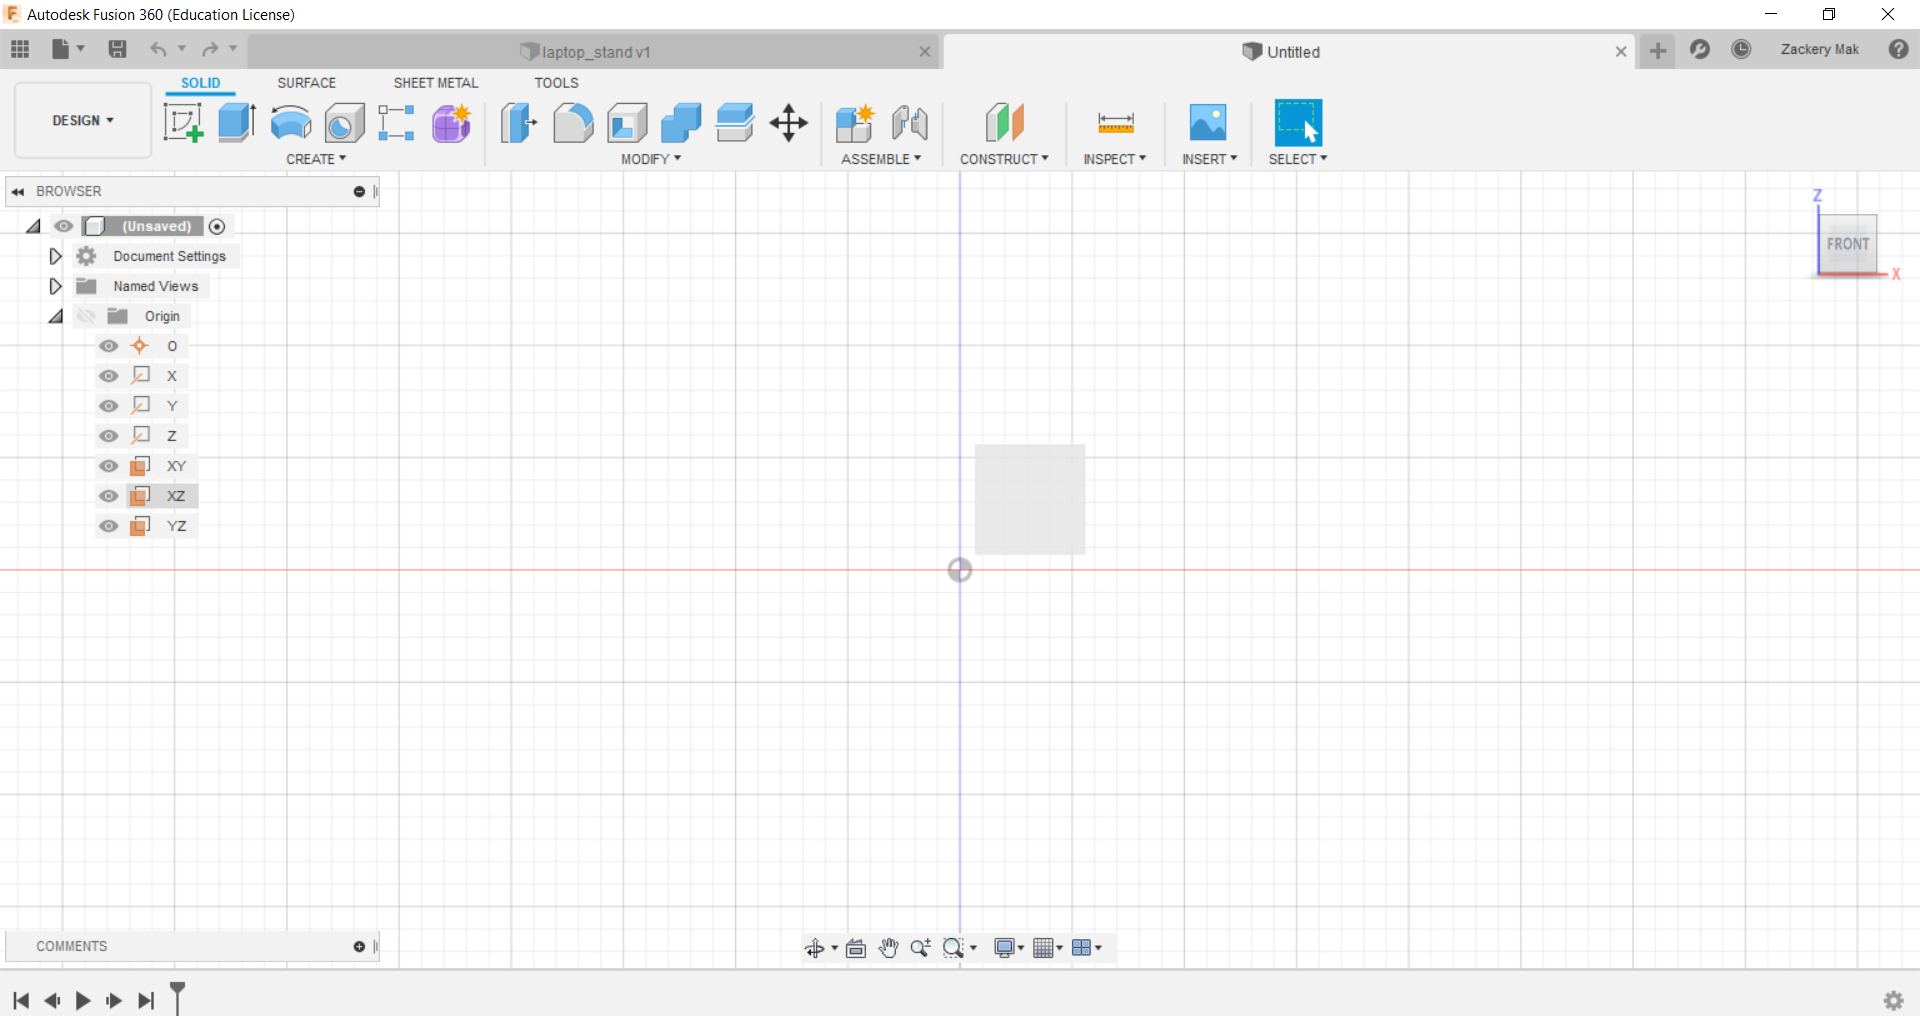 Autodesk Fusion 360 (Education License)
laptop_stand v1
Untitled
Zackery Mak
SOLID SURFACE SHEET METAL TOOLS
DESIGN
CREATE MODIFY ASSEMBLE CONSTRUCT INSPECT INSERT SELECT
BROWSER
(Unsaved)
Document Settings
Named Views
Origin
O
X
Y
Z
XY
XZ
YZ
Z
FRONT
X
COMMENTS